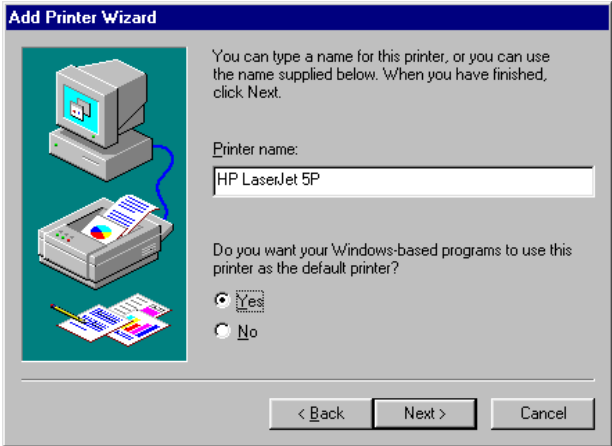 Add Printer Wizard
You can type a name for this printer, or you can use
the name supplied below. When you have finished,
click Next.
Printer name:
HP LaserJet 5P
Do you want your Windows-based programs to use this
printer as the default printer?
Yes
No
< Back
Next >
Cancel